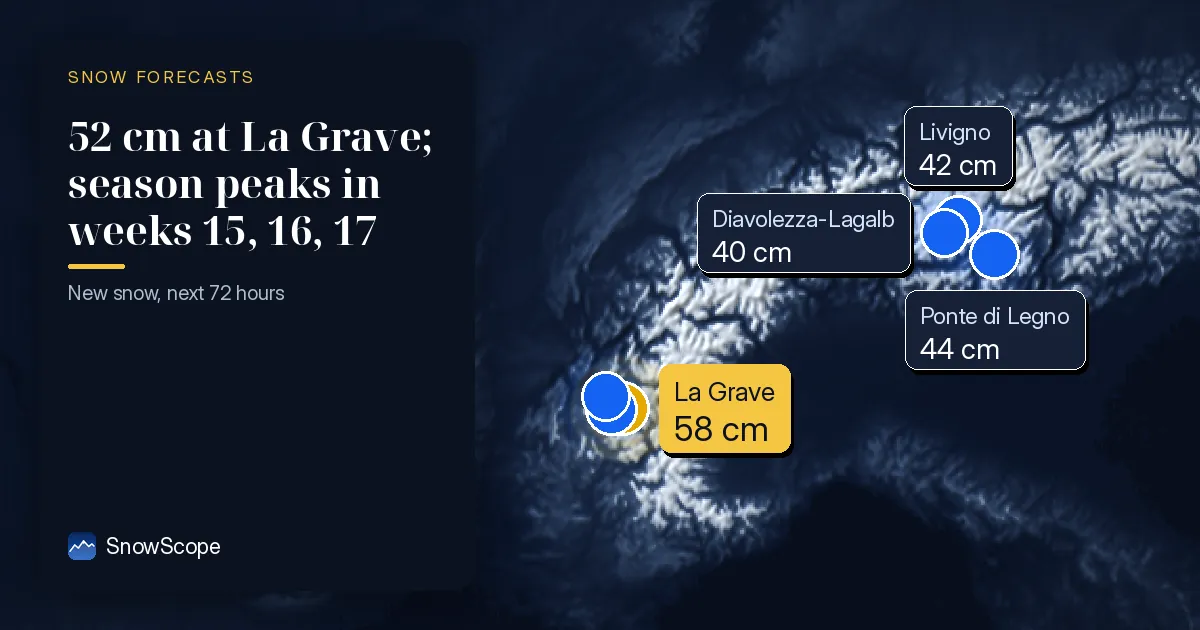 SNOW FORECASTS
52 cm at La Grave;
season peaks in
weeks 15, 16, 17
New snow, next 72 hours
Livigno
42 cm
Diavolezza-Lagalb
40 cm
Ponte di Legno
44 cm
La Grave
58 cm
SnowScope